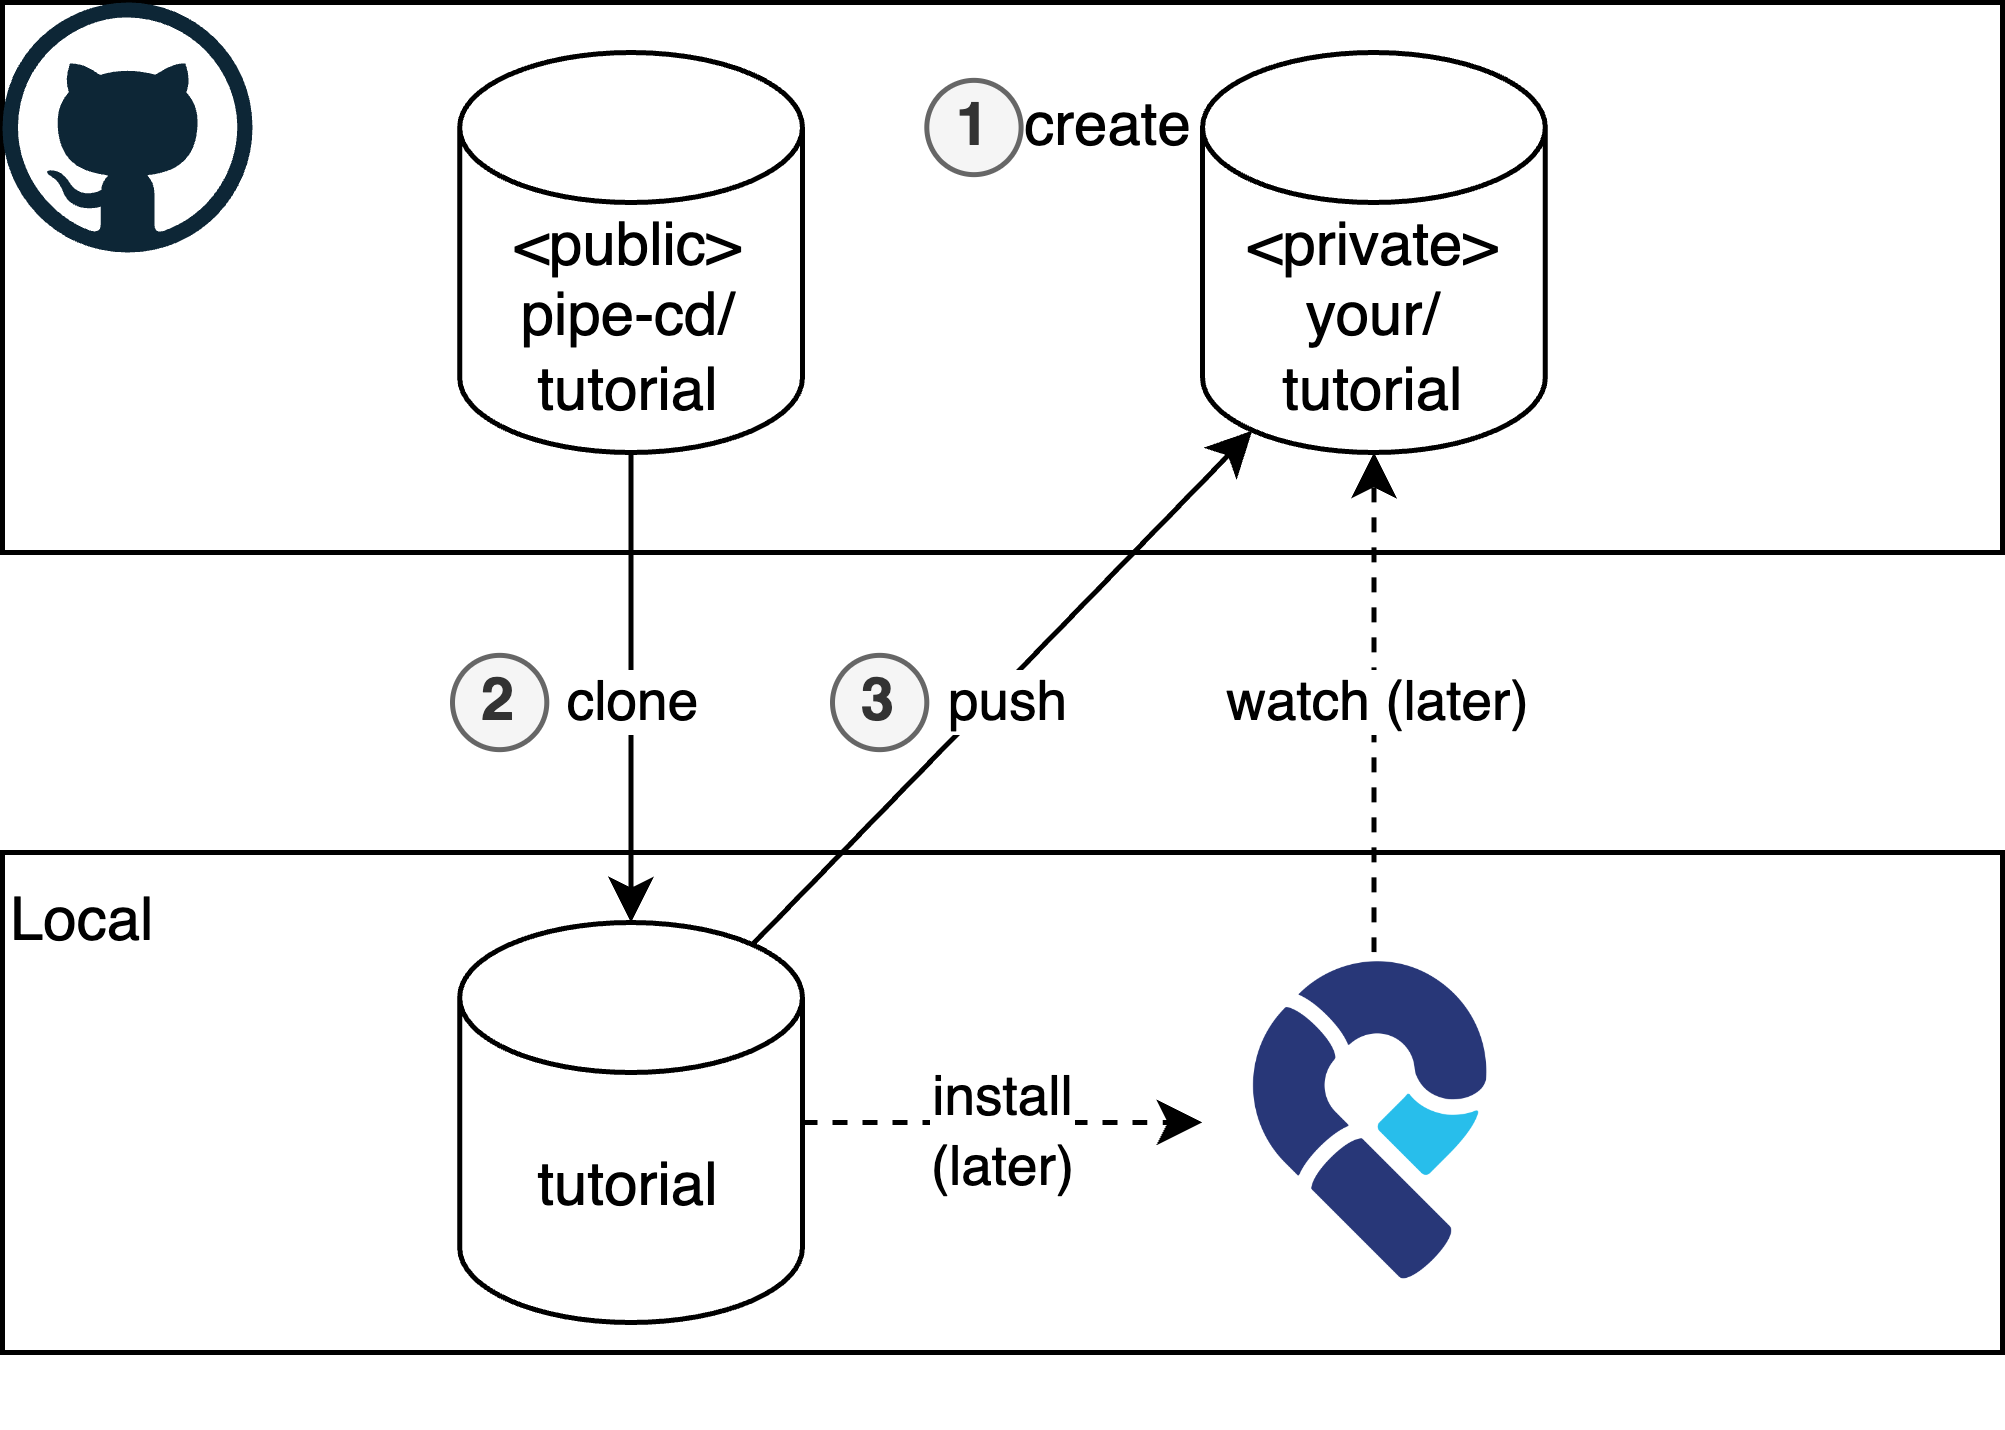 1 create
<public>
pipe-cd/
tutorial
<private>
your/
tutorial
2 clone
3 push
watch (later)
Local
tutorial
install
(later)